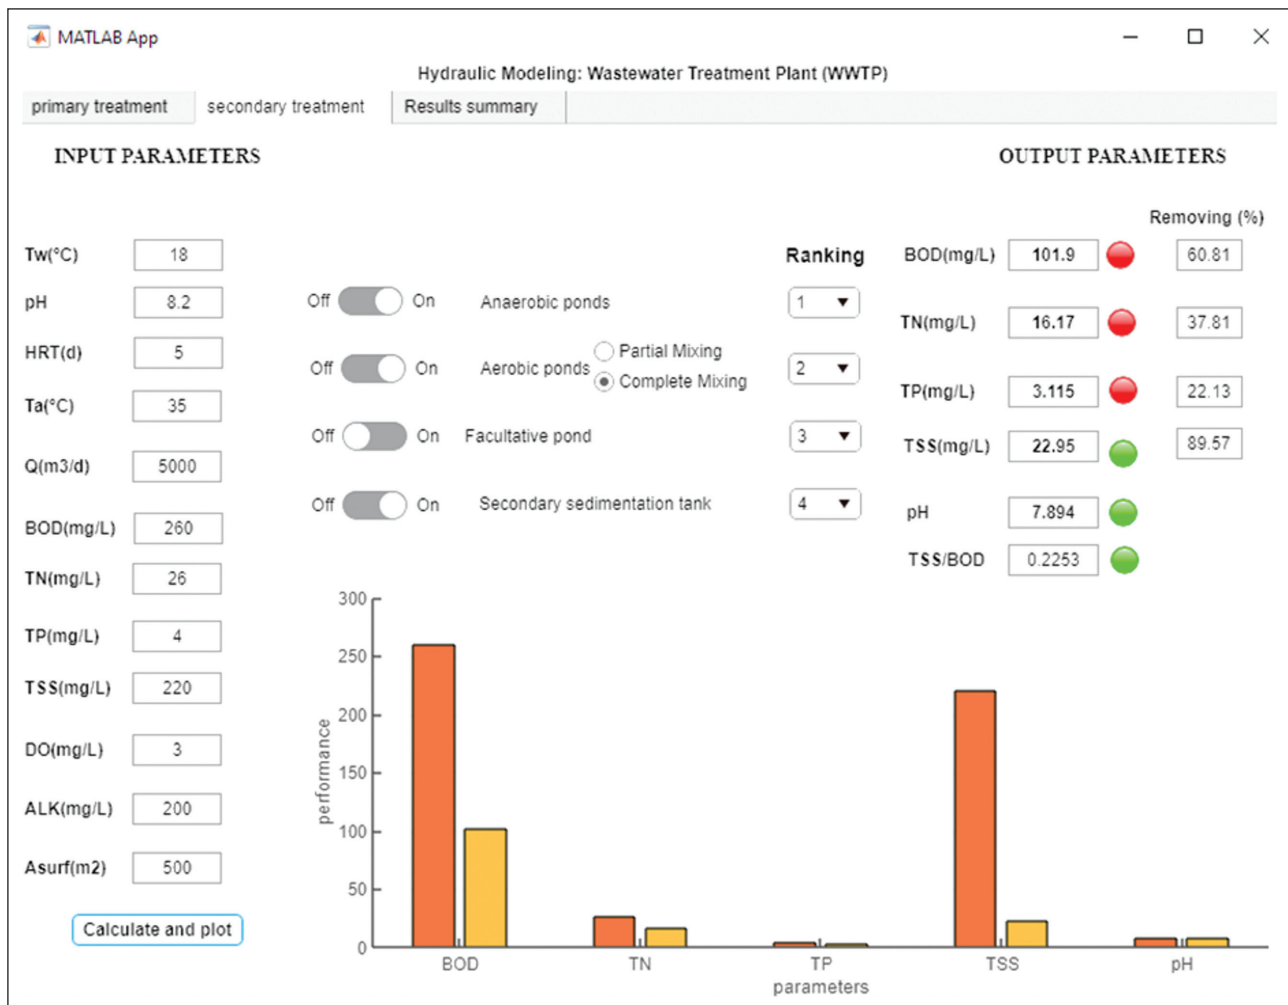 MATLAB App
Hydraulic Modeling: Wastewater Treatment Plant (WWTP)
primary treatment secondary treatment Results summary
INPUT PARAMETERS
Tw(°C) 18
pH 8.2
HRT(d) 5
Ta(°C) 35
Q(m3/d) 5000
BOD(mg/L) 260
TN(mg/L) 26
TP(mg/L) 4
TSS(mg/L) 220
DO(mg/L) 3
ALK(mg/L) 200
Asurf(m2) 500
Calculate and plot
Ranking
Off On Anaerobic ponds 1
Off On Aerobic ponds Partial Mixing
Complete Mixing 2
Off On Facultative pond 3
Off On Secondary sedimentation tank 4
OUTPUT PARAMETERS
Removing (%)
BOD(mg/L) 101.9 60.81
TN(mg/L) 16.17 37.81
TP(mg/L) 3.115 22.13
TSS(mg/L) 22.95 89.57
pH 7.894
TSS/BOD 0.2253
300
250
200
150
100
50
0
performance
BOD TN TP TSS pH
parameters